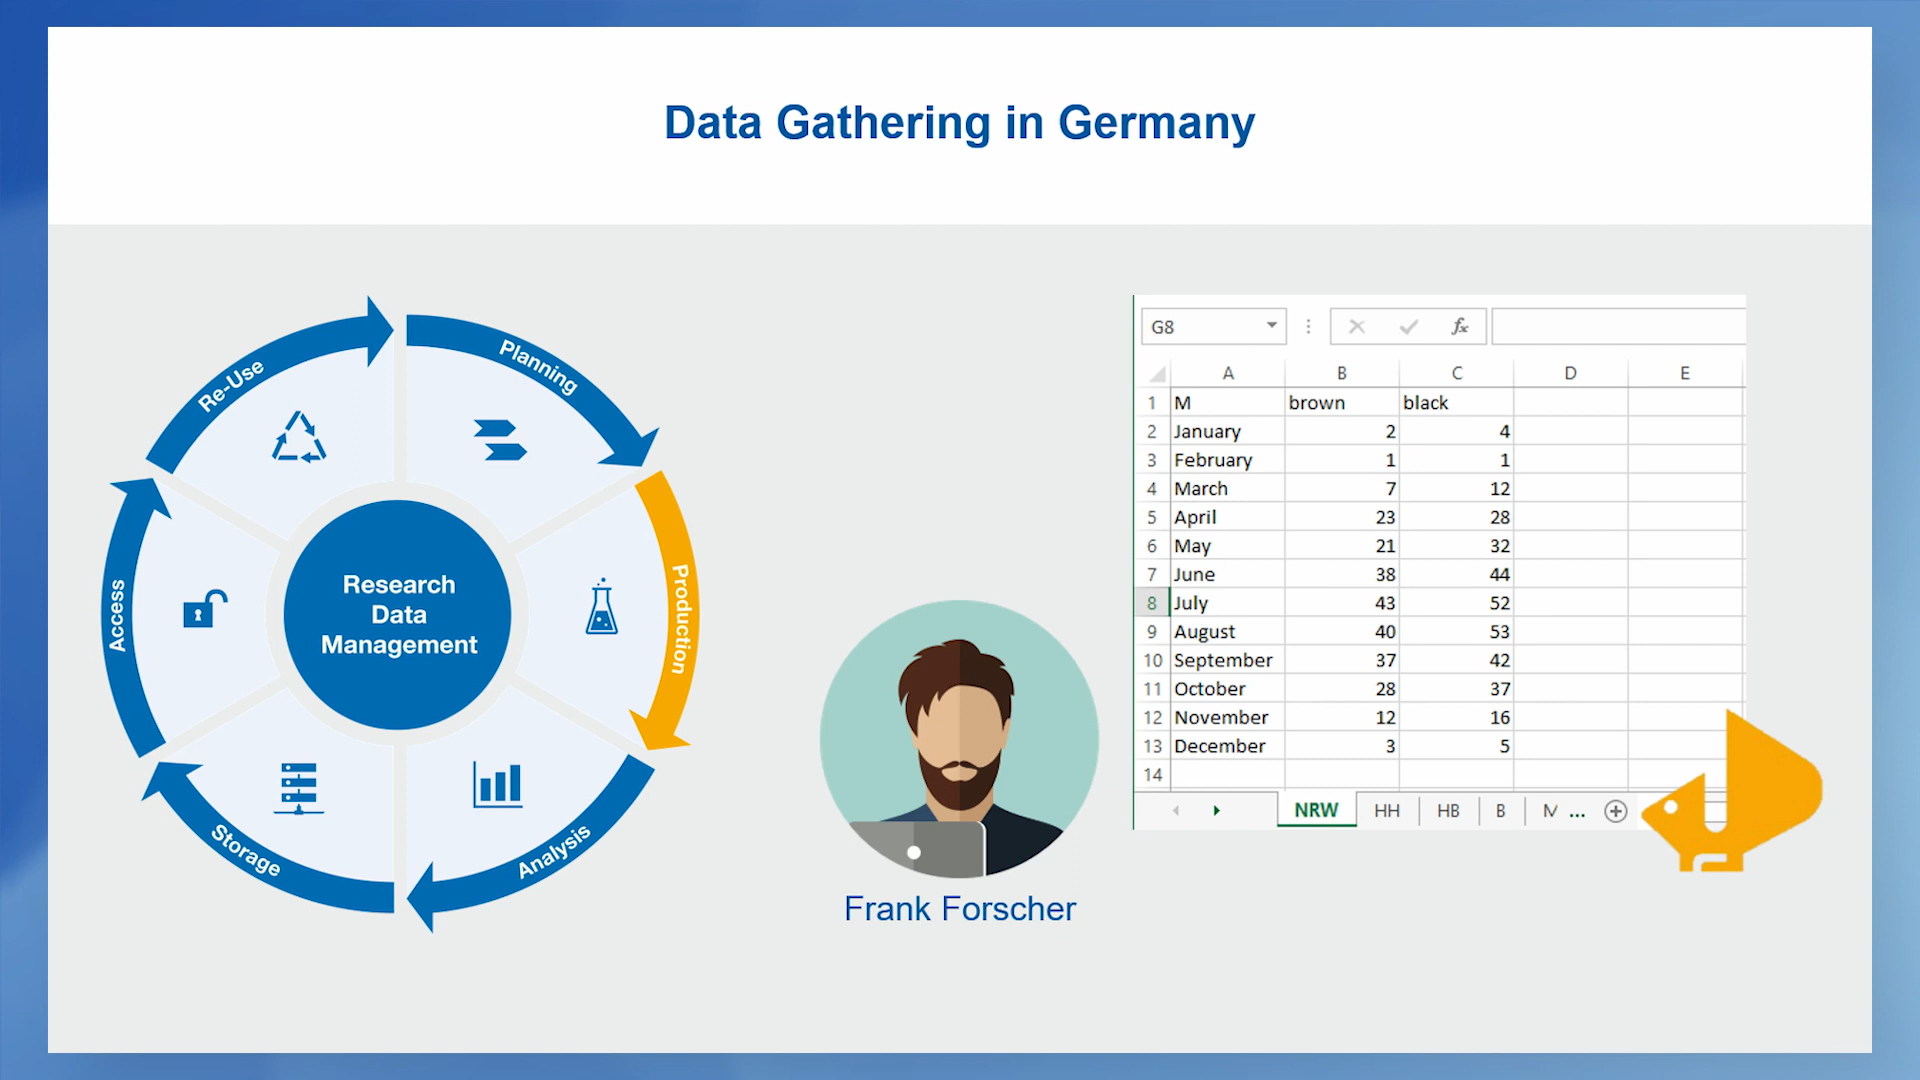 Data Gathering in Germany
Re-Use
Planning
Access
Research
Data
Management
Production
Storage
Analysis
Frank Forscher
G8 fx
A B C D E
1 M brown black
2 January 2 4
3 February 1 1
4 March 7 12
5 April 23 28
6 May 21 32
7 June 38 44
8 July 43 52
9 August 40 53
10 September 37 42
11 October 28 37
12 November 12 16
13 December 3 5
14
NRW HH HB B M ...